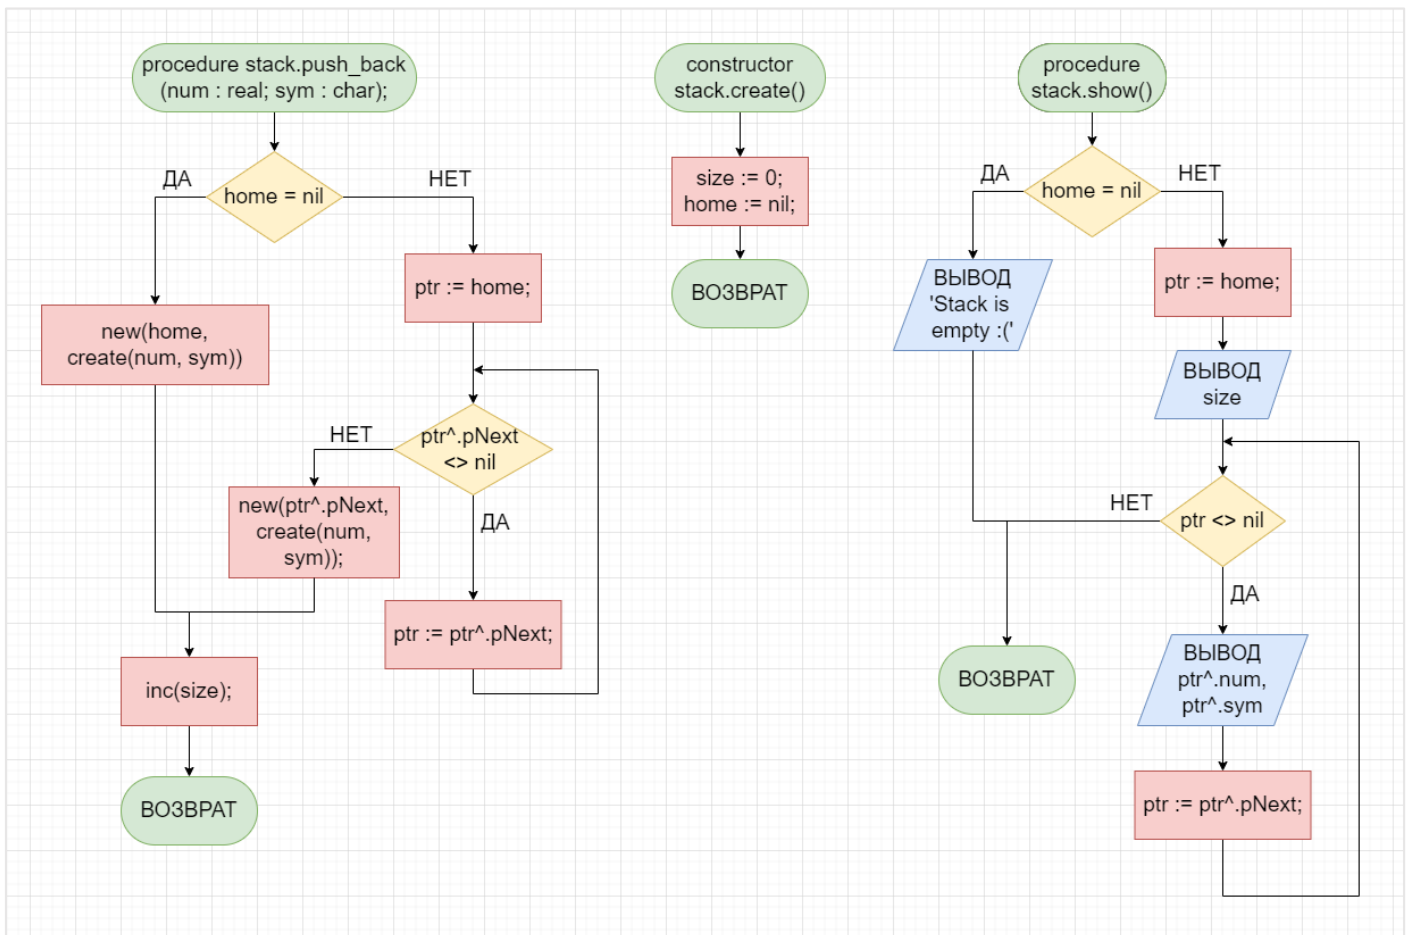 procedure stack.push_back
(num : real; sym : char);
home = nil
ДА
НЕТ
new(home,
create(num, sym))
ptr := home;
ptr^.pNext
<> nil
НЕТ
ДА
new(ptr^.pNext,
create(num,
sym));
ptr := ptr^.pNext;
inc(size);
ВОЗВРАТ
constructor
stack.create()
size := 0;
home := nil;
ВОЗВРАТ
procedure
stack.show()
home = nil
ДА
НЕТ
ВЫВОД
'Stack is
empty :('
ptr := home;
ВЫВОД
size
ptr <> nil
НЕТ
ДА
ВОЗВРАТ
ВЫВОД
ptr^.num,
ptr^.sym
ptr := ptr^.pNext;